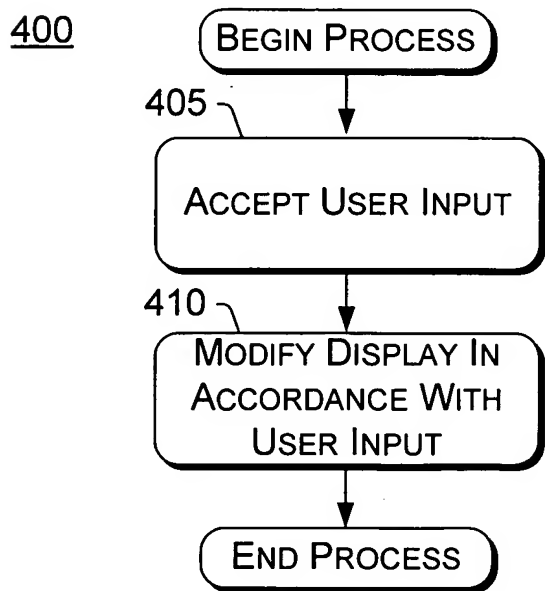 400
BEGIN PROCESS
405
ACCEPT USER INPUT
410
MODIFY DISPLAY IN
ACCORDANCE WITH
USER INPUT
END PROCESS